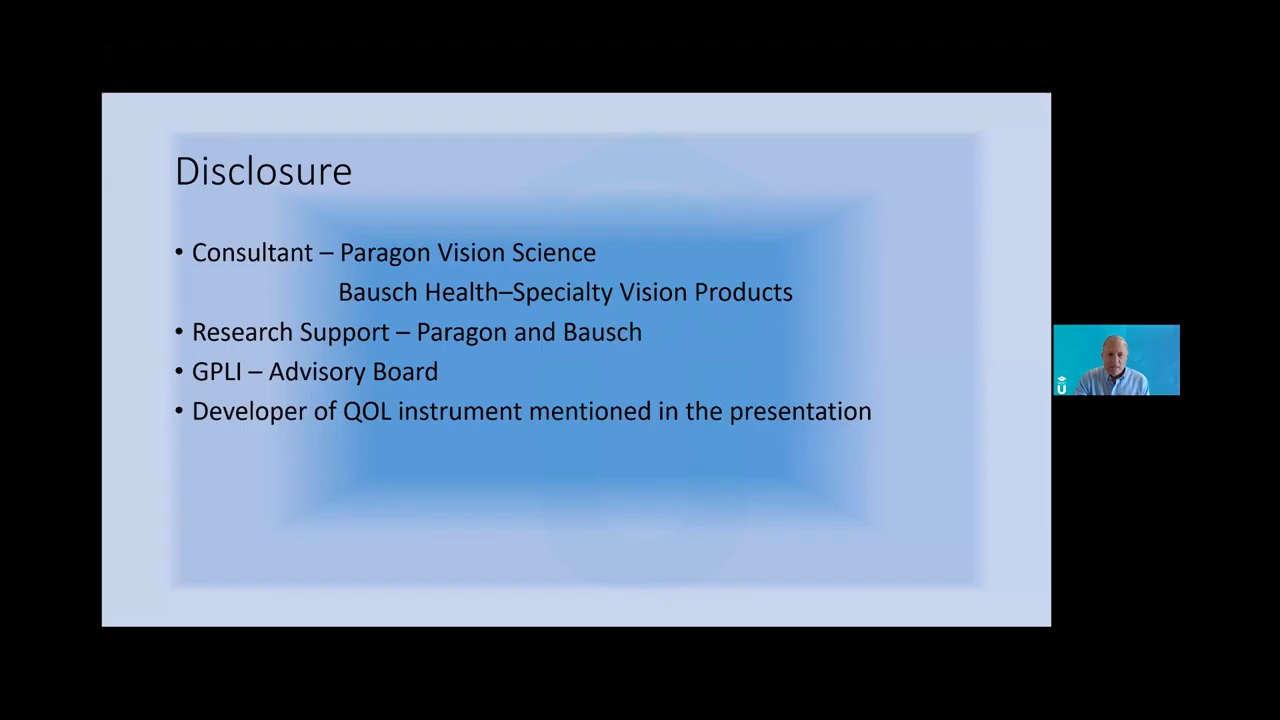 Disclosure
• Consultant – Paragon Vision Science
Bausch Health–Specialty Vision Products
• Research Support – Paragon and Bausch
• GPLI – Advisory Board
• Developer of QOL instrument mentioned in the presentation
U